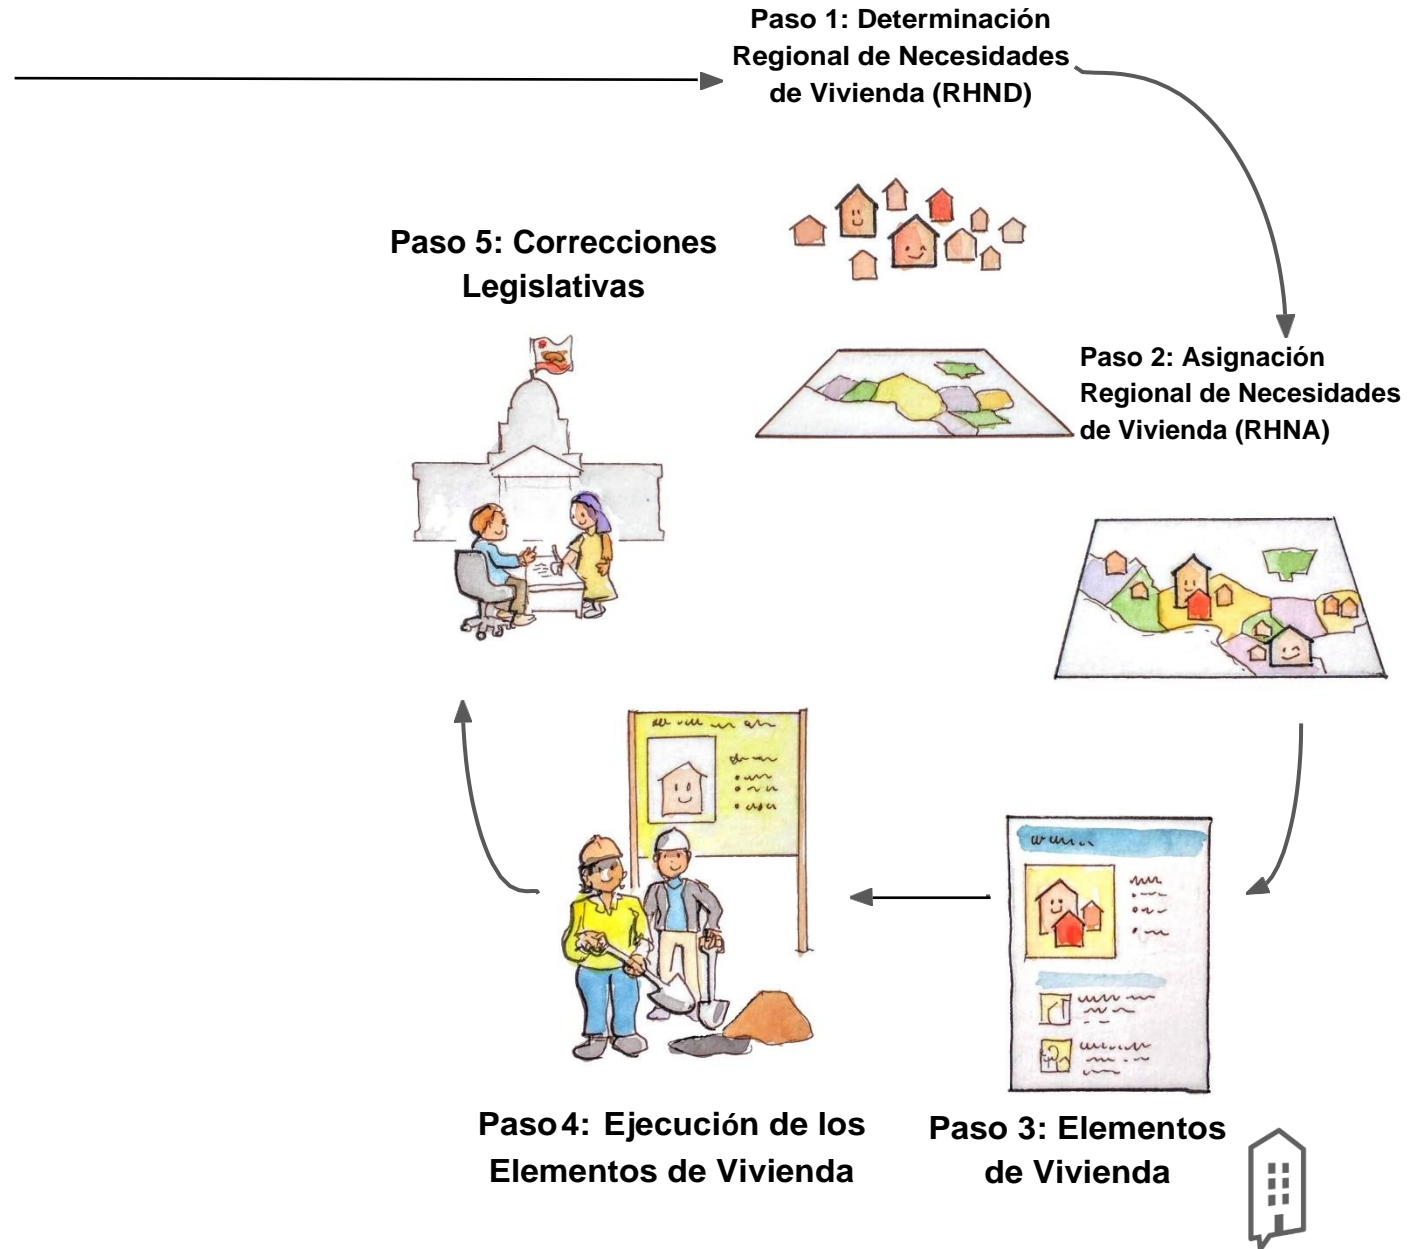 Paso 1: Determinación
Regional de Necesidades
de Vivienda (RHND)
Paso 2: Asignación
Regional de Necesidades
de Vivienda (RHNA)
Paso 3: Elementos
de Vivienda
Paso 4: Ejecución de los
Elementos de Vivienda
Paso 5: Correcciones
Legislativas